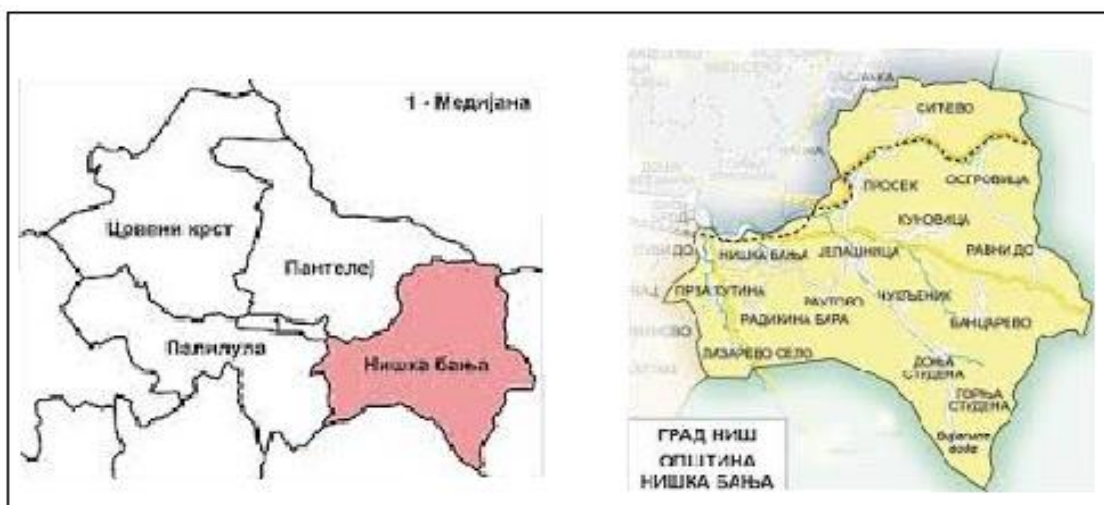 1 - Медијана
Црвени крст
Пантелеј
Палилула
Нишка бања
СИЋЕВО
ПРОСЕК
ОСТРОВИЦА
КУНОВИЦА
НИШКА БАЊА
ЈЕЛАШНИЦА
РАВНИ ДО
ПРВА КУТИНА
РАУТОВО
ЧУКЉЕНИК
РАДИКИНА БАРА
БАНЦАРЕВО
ЛАЗАРЕВО СЕЛО
ДОЊА
СТУДЕНА
ГОРЊА
СТУДЕНА
ГРАД НИШ
ОПШТИНА
НИШКА БАЊА